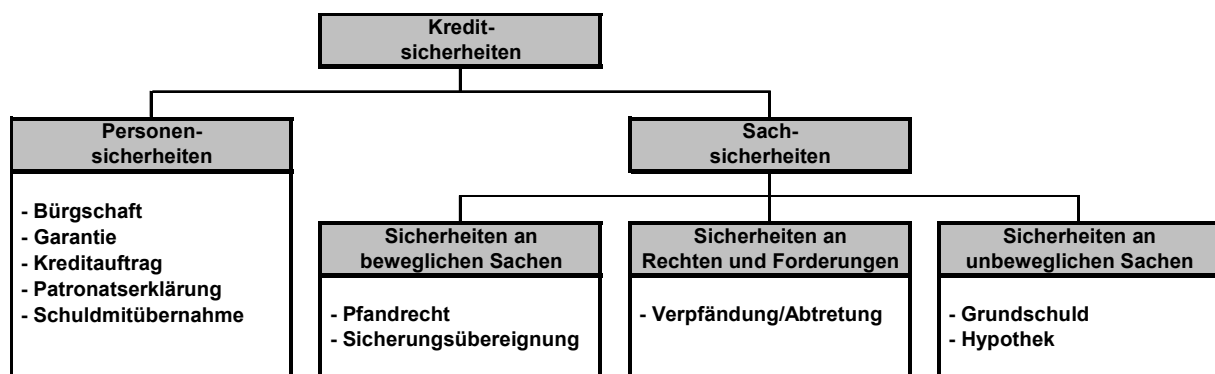 Kredit-
sicherheiten
Personen-
sicherheiten
- Bürgschaft
- Garantie
- Kreditauftrag
- Patronatserklärung
- Schuldmitübernahme
Sach-
sicherheiten
Sicherheiten an
beweglichen Sachen
- Pfandrecht
- Sicherungsübereignung
Sicherheiten an
Rechten und Forderungen
- Verpfändung/Abtretung
Sicherheiten an
unbeweglichen Sachen
- Grundschuld
- Hypothek